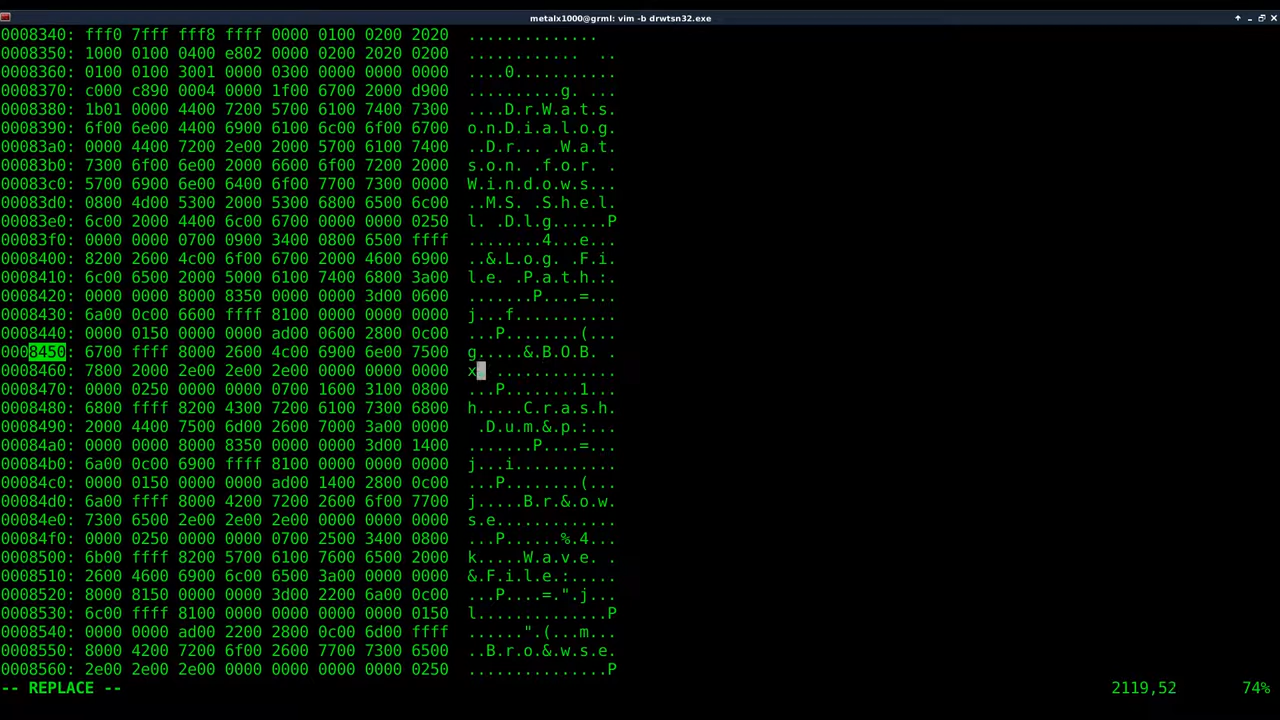 metalx1000@grml: vim -b drwtsn32.exe
0008340: fff0 7fff fff8 ffff 0000 0100 0200 2020  ..............
0008350: 1000 0100 0400 e802 0000 0200 2020 0200  ............  ..
0008360: 0100 0100 3001 0000 0300 0000 0000 0000  ....0...........
0008370: c000 c890 0004 0000 1f00 6700 2000 d900  ..........g. ...
0008380: 1b01 0000 4400 7200 5700 6100 7400 7300  ....D.r.W.a.t.s.
0008390: 6f00 6e00 4400 6900 6100 6c00 6f00 6700  o.n.D.i.a.l.o.g.
00083a0: 0000 4400 7200 2e00 2000 5700 6100 7400  ..D.r... .W.a.t.
00083b0: 7300 6f00 6e00 2000 6600 6f00 7200 2000  s.o.n. .f.o.r. .
00083c0: 5700 6900 6e00 6400 6f00 7700 7300 0000  W.i.n.d.o.w.s...
00083d0: 0800 4d00 5300 2000 5300 6800 6500 6c00  ..M.S. .S.h.e.l.
00083e0: 6c00 2000 4400 6c00 6700 0000 0000 0250  l. .D.l.g......P
00083f0: 0000 0000 0700 0900 3400 0800 6500 ffff  ........4...e...
0008400: 8200 2600 4c00 6f00 6700 2000 4600 6900  ..&.L.o.g. .F.i.
0008410: 6c00 6500 2000 5000 6100 7400 6800 3a00  l.e. .P.a.t.h.:.
0008420: 0000 0000 8000 8350 0000 0000 3d00 0600  .......P....=...
0008430: 6a00 0c00 6600 ffff 8100 0000 0000 0000  j...f...........
0008440: 0000 0150 0000 0000 ad00 0600 2800 0c00  ...P........(...
0008450: 6700 ffff 8000 2600 4c00 6900 6e00 7500  g.....&.B.O.B. .
0008460: 7800 2000 2e00 2e00 2e00 0000 0000 0000  x. .............
0008470: 0000 0250 0000 0000 0700 1600 3100 0800  ...P........1...
0008480: 6800 ffff 8200 4300 7200 6100 7300 6800  h.....C.r.a.s.h.
0008490: 2000 4400 7500 6d00 2600 7000 3a00 0000   .D.u.m.&.p.:...
00084a0: 0000 0000 8000 8350 0000 0000 3d00 1400  .......P....=...
00084b0: 6a00 0c00 6900 ffff 8100 0000 0000 0000  j...i...........
00084c0: 0000 0150 0000 0000 ad00 1400 2800 0c00  ...P........(...
00084d0: 6a00 ffff 8000 4200 7200 2600 6f00 7700  j.....B.r.&.o.w.
00084e0: 7300 6500 2e00 2e00 2e00 0000 0000 0000  s.e.............
00084f0: 0000 0250 0000 0000 0700 2500 3400 0800  ...P......%.4...
0008500: 6b00 ffff 8200 5700 6100 7600 6500 2000  k.....W.a.v.e. .
0008510: 2600 4600 6900 6c00 6500 3a00 0000 0000  &.F.i.l.e.:.....
0008520: 8000 8150 0000 0000 3d00 2200 6a00 0c00  ...P....=.".j...
0008530: 6c00 ffff 8100 0000 0000 0000 0000 0150  l..............P
0008540: 0000 0000 ad00 2200 2800 0c00 6d00 ffff  ......".(...m...
0008550: 8000 4200 7200 6f00 2600 7700 7300 6500  ..B.r.o.&.w.s.e.
0008560: 2e00 2e00 2e00 0000 0000 0000 0000 0250  ...............P
-- REPLACE -- 2119,52 74%